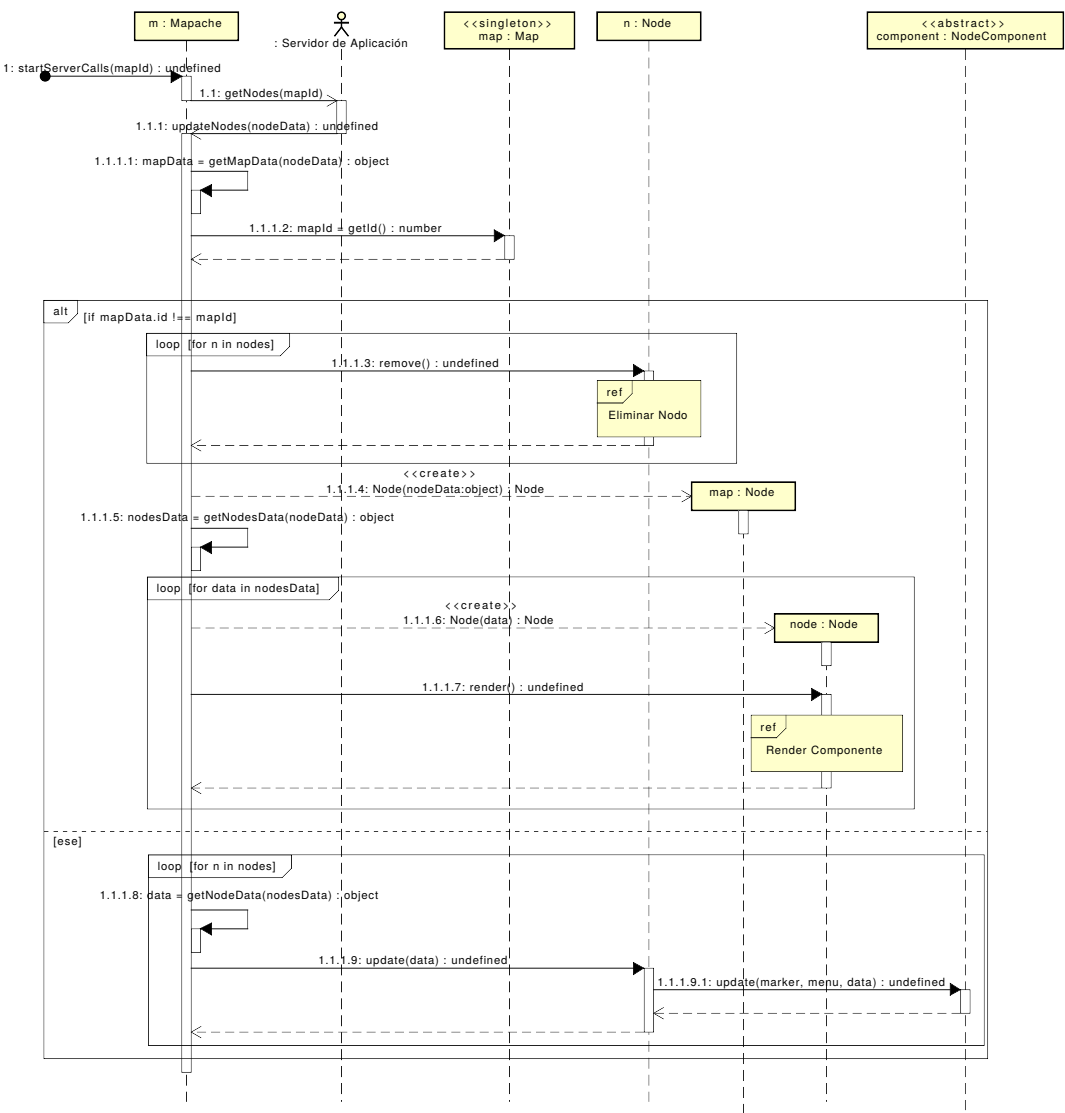 m : Mapache
: Servidor de Aplicación
<<singleton>>
map : Map
n : Node
<<abstract>>
component : NodeComponent
1: startServerCalls(mapId) : undefined
1.1: getNodes(mapId)
1.1.1: updateNodes(nodeData) : undefined
1.1.1.1: mapData = getMapData(nodeData) : object
1.1.1.2: mapId = getId() : number
alt
[if mapData.id !== mapId]
loop [for n in nodes]
1.1.1.3: remove() : undefined
ref
Eliminar Nodo
<<create>>
1.1.1.4: Node(nodeData:object) : Node
map : Node
1.1.1.5: nodesData = getNodesData(nodeData) : object
loop [for data in nodesData]
<<create>>
1.1.1.6: Node(data) : Node
node : Node
1.1.1.7: render() : undefined
ref
Render Componente
[ese]
loop [for n in nodes]
1.1.1.8: data = getNodeData(nodesData) : object
1.1.1.9: update(data) : undefined
1.1.1.9.1: update(marker, menu, data) : undefined